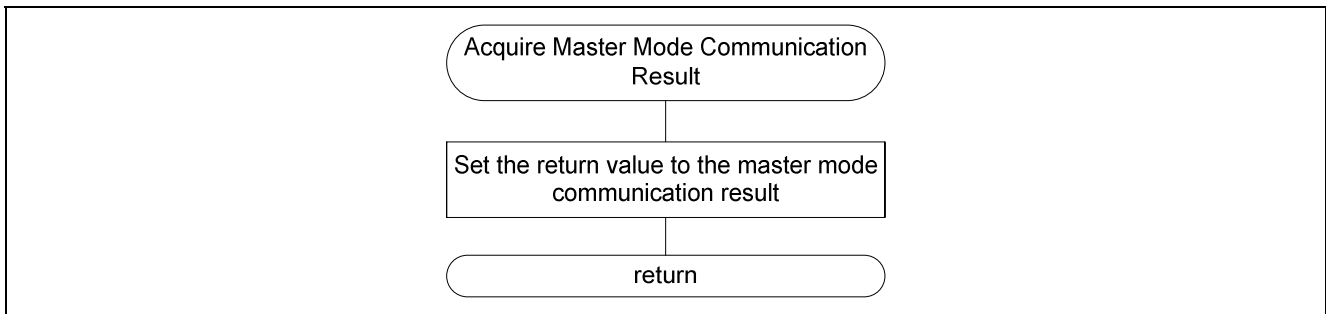 Acquire Master Mode Communication
Result
Set the return value to the master mode
communication result
return